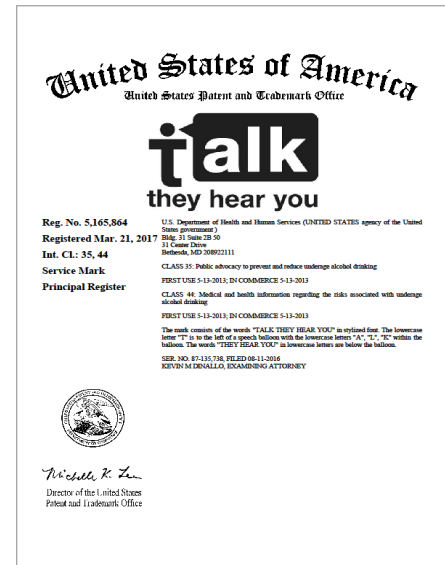 United States of America
United States Patent and Trademark Office
talk
they hear you
Reg. No. 5,165,864
Registered Mar. 21, 2017
Int. Cl.: 35, 44
Service Mark
Principal Register
U.S. Department of Health and Human Services (UNITED STATES agency of the United
States government )
Bldg. 31 Suite 2B 50
31 Center Drive
Bethesda, MD 208922111
CLASS 35: Public advocacy to prevent and reduce underage alcohol drinking
FIRST USE 5-13-2013; IN COMMERCE 5-13-2013
CLASS 44: Medical and health information regarding the risks associated with underage
alcohol drinking
FIRST USE 5-13-2013; IN COMMERCE 5-13-2013
The mark consists of the words "TALK THEY HEAR YOU" in stylized font. The lowercase
letter "T" is to the left of a speech balloon with the lowercase letters "A", "L", "K" within the
balloon. The words "THEY HEAR YOU" in lowercase letters are below the balloon.
SER. NO. 87-135,738, FILED 08-11-2016
KEVIN M DINALLO, EXAMINING ATTORNEY
Michelle K. Lee
Director of the United States
Patent and Trademark Office